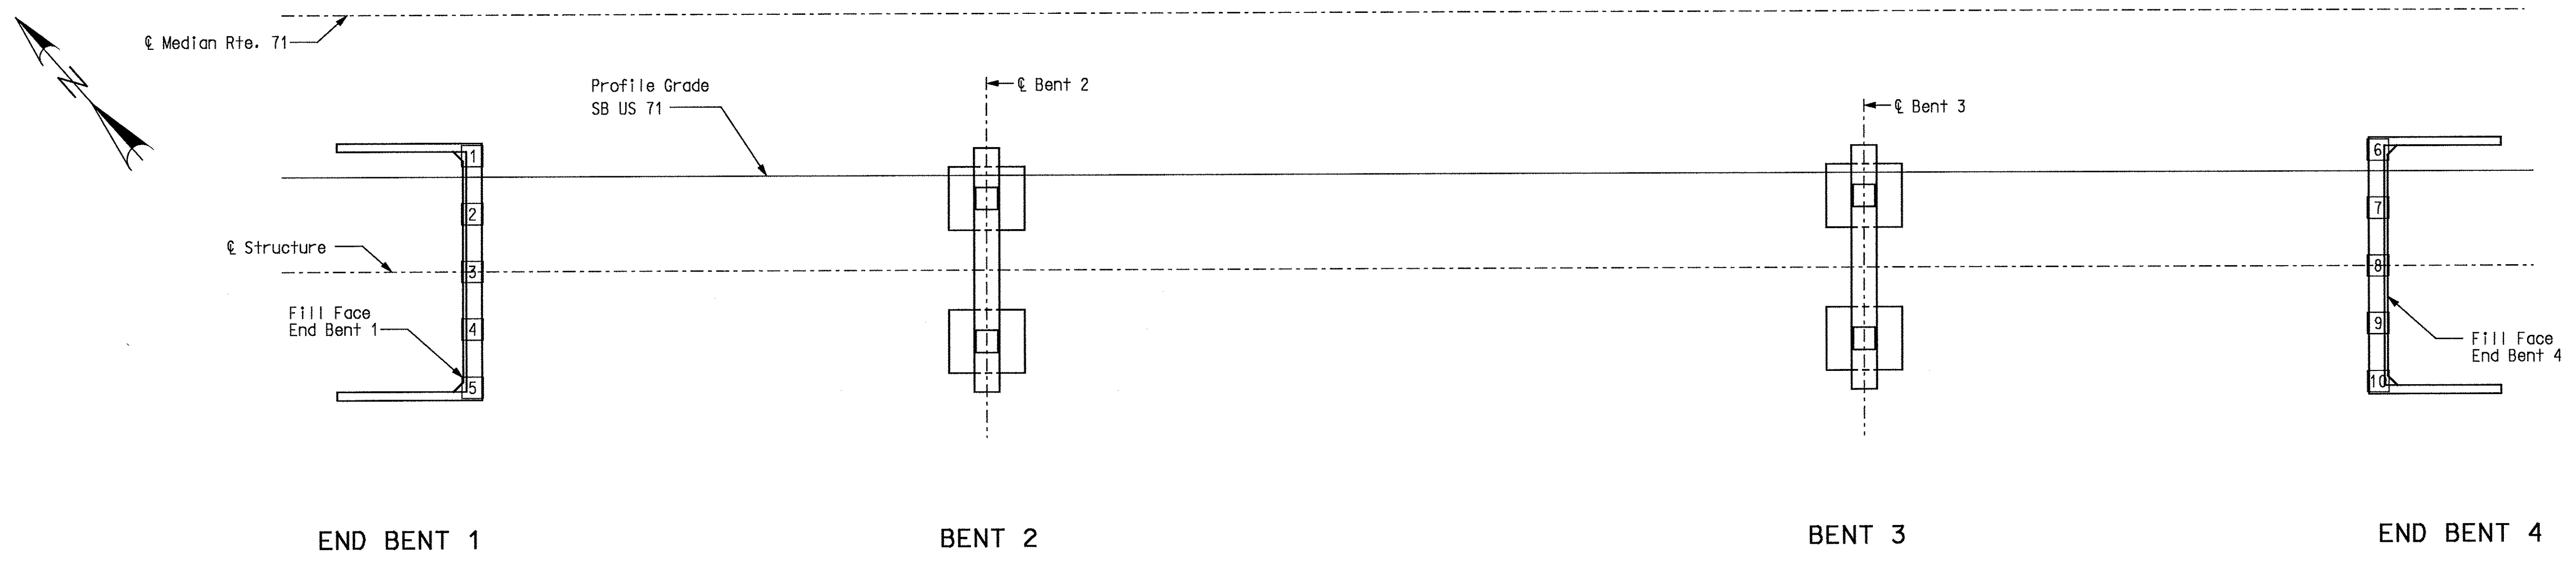 ℄ Median Rte. 71
N
Profile Grade
SB US 71
℄ Bent 2
℄ Bent 3
1
2
3
4
5
6
7
8
9
10
℄ Structure
Fill Face
End Bent 1
Fill Face
End Bent 4
END BENT 1
BENT 2
BENT 3
END BENT 4